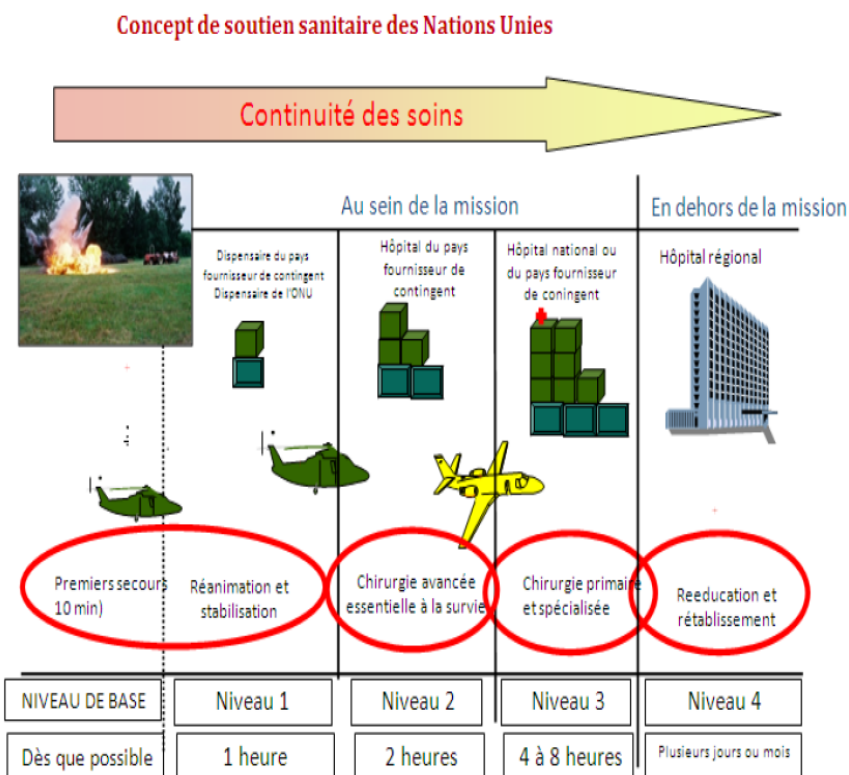 Concept de soutien sanitaire des Nations Unies
Continuité des soins
Au sein de la mission
En dehors de la mission
Dispensaire du pays
fournisseur de contingent
Dispensaire de l'ONU
Hôpital du pays
fournisseur de
contingent
Hôpital national ou
du pays fournisseur
de coningent
Hôpital régional
Premiers secours
10 min)
Réanimation et
stabilisation
Chirurgie avancée
essentielle à la survie
Chirurgie primaire
et spécialisée
Reeducation et
rétablissement
NIVEAU DE BASE
Niveau 1
Niveau 2
Niveau 3
Niveau 4
Dès que possible
1 heure
2 heures
4 à 8 heures
Plusieurs jours ou mois